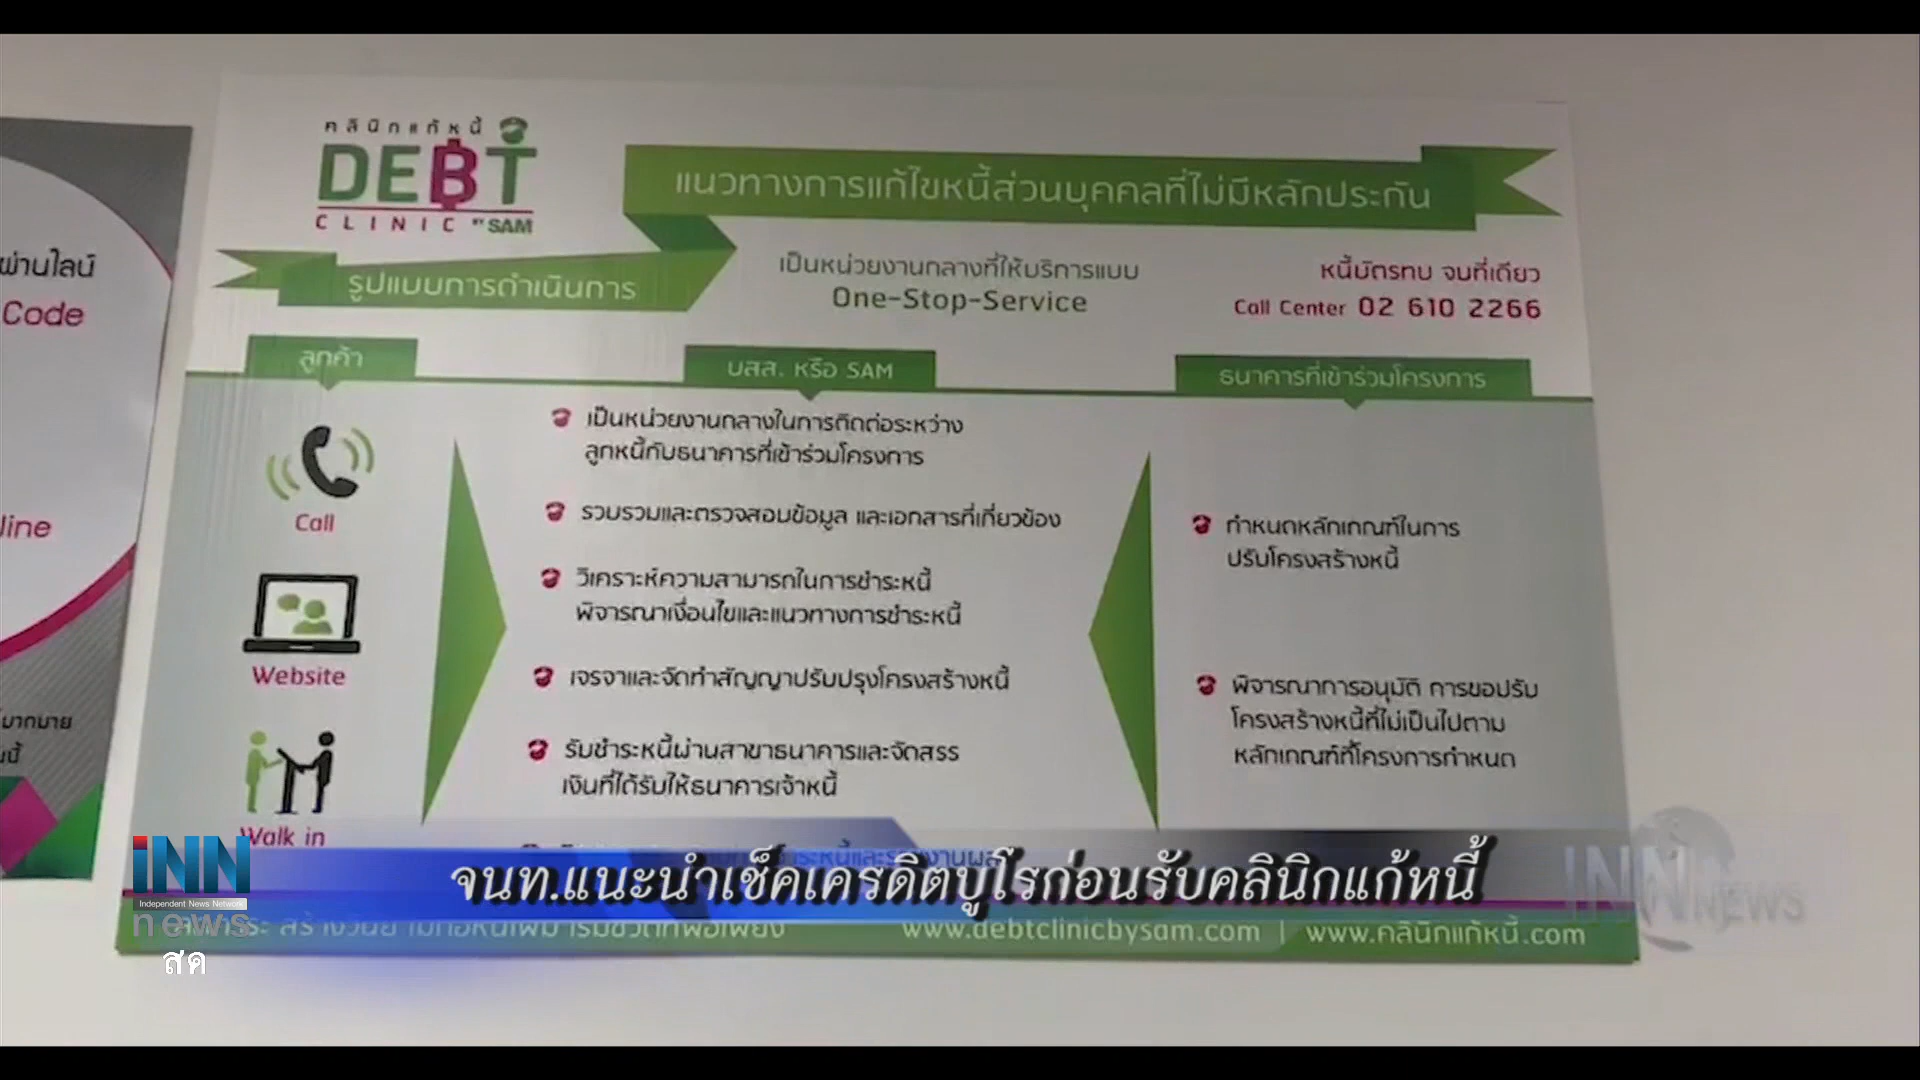 คลินิกแก้หนี้
DEBT
CLINIC BY SAM
แนวทางการแก้ไขหนี้ส่วนบุคคลที่ไม่มีหลักประกัน
รูปแบบการดำเนินการ
เป็นหน่วยงานกลางที่ให้บริการแบบ
One-Stop-Service
หนี้บัตรทบ จบที่เดียว
Call Center 02 610 2266
ผ่านไลน์
Code
line
ลูกค้า
Call
Website
Walk in
บสส. หรือ SAM
เป็นหน่วยงานกลางในการติดต่อระหว่าง
ลูกหนี้กับธนาคารที่เข้าร่วมโครงการ
รวบรวมและตรวจสอบข้อมูล และเอกสารที่เกี่ยวข้อง
วิเคราะห์ความสามารถในการชำระหนี้
พิจารณาเงื่อนไขและแนวทางการชำระหนี้
เจรจาและจัดทำสัญญาปรับปรุงโครงสร้างหนี้
รับชำระหนี้ผ่านสาขาธนาคารและจัดสรร
เงินที่ได้รับให้ธนาคารเจ้าหนี้
ธนาคารที่เข้าร่วมโครงการ
กำหนดหลักเกณฑ์ในการ
ปรับโครงสร้างหนี้
พิจารณาการอนุมัติ การขอปรับ
โครงสร้างหนี้ที่ไม่เป็นไปตาม
หลักเกณฑ์ที่โครงการกำหนด
จนท.แนะนำเช็คเครดิตบูโรก่อนรับคลินิกแก้หนี้
iNN
Independent News Network
news
สค
INN NEWS
www.debtclinicbysam.com | www.คลินิกแก้หนี้.com